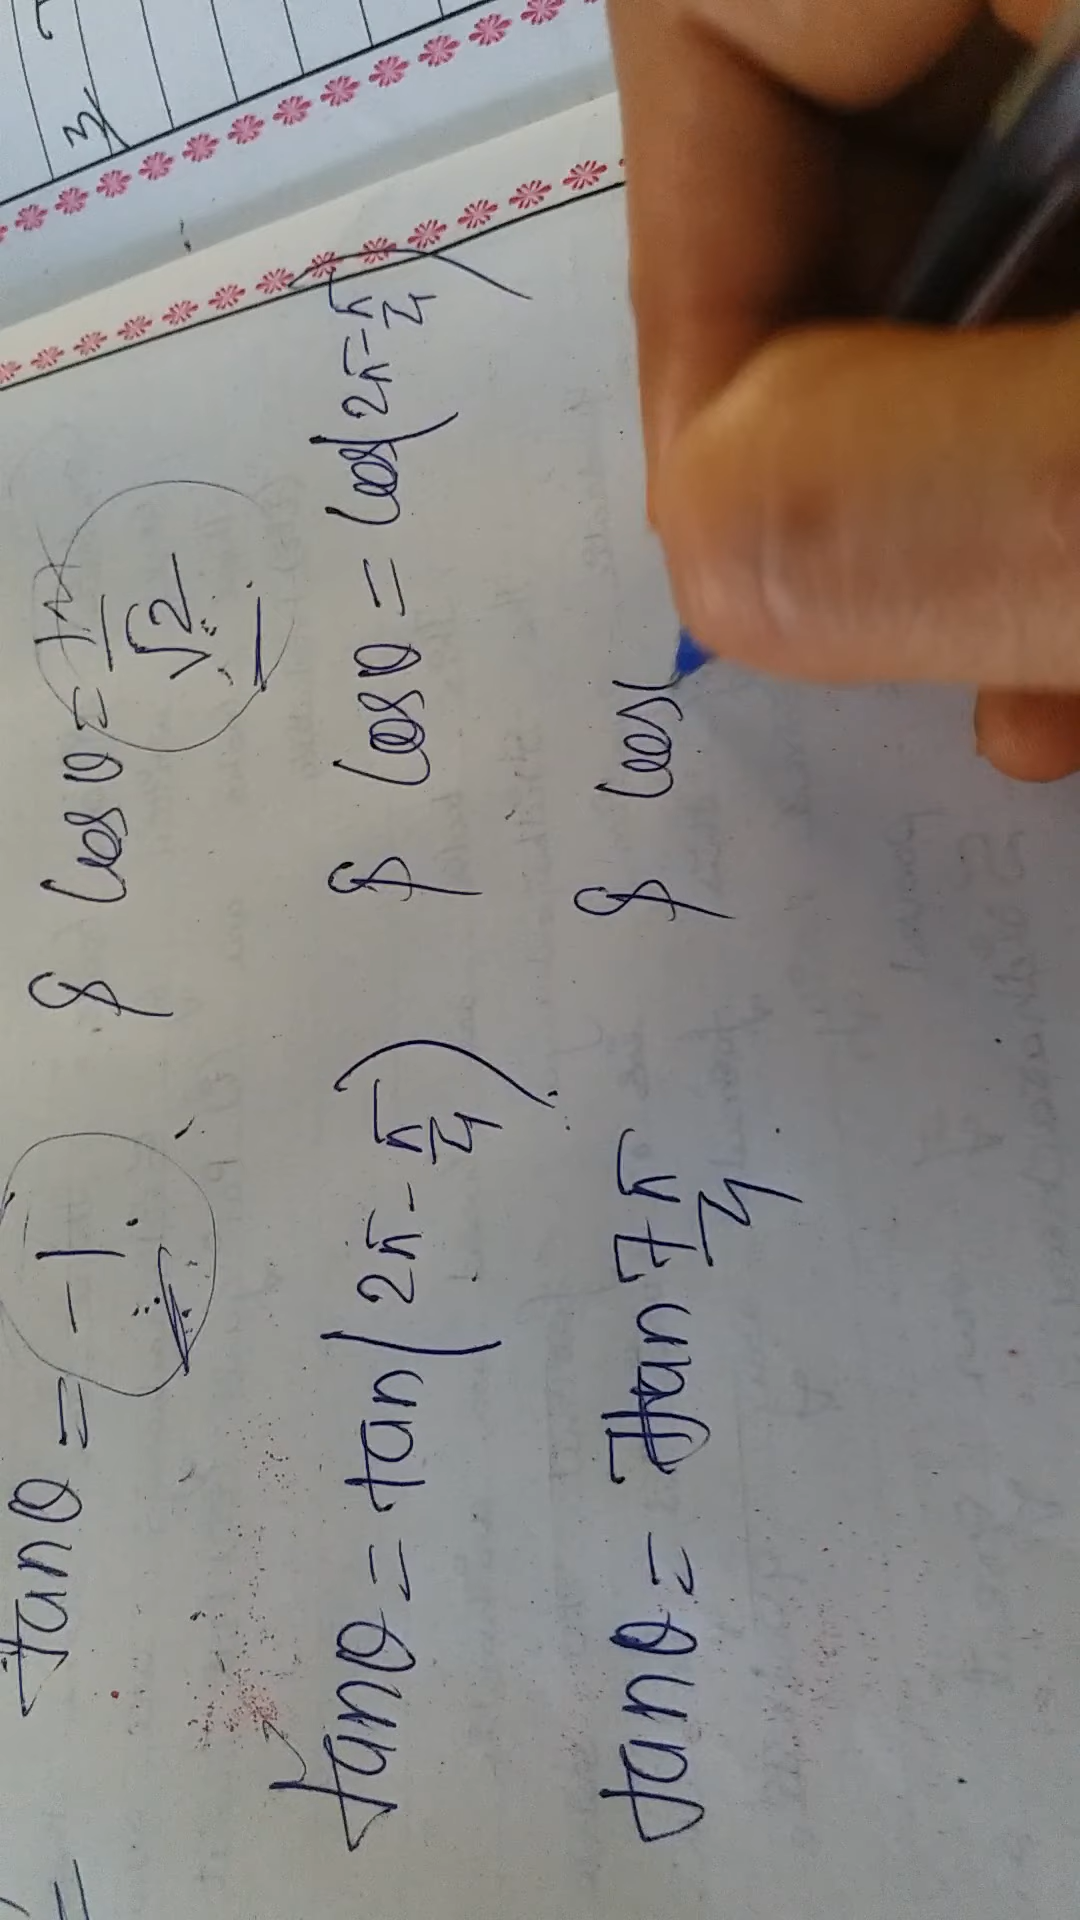 tanθ = -1 & cosθ = 1/√2
tanθ = tan(2π - π/4) & cosθ = cos(2π - π/4)
tanθ = tan 7π/4 & cos